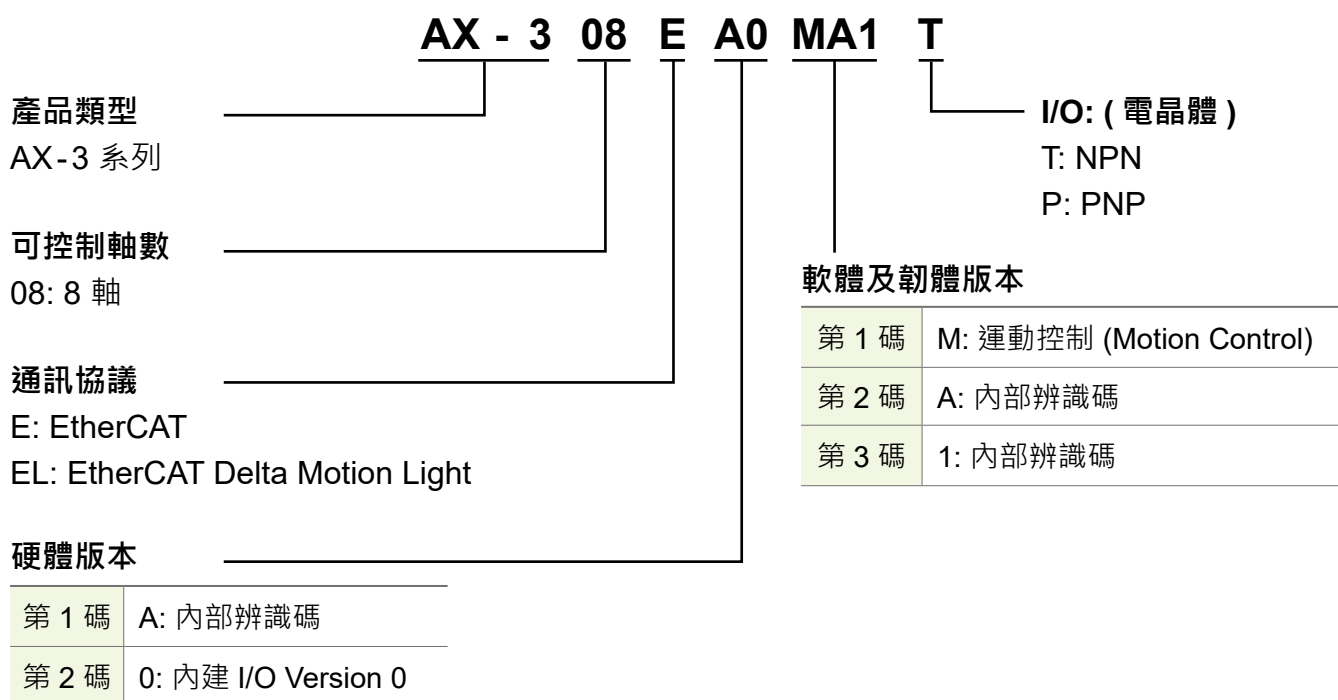 AX - 3 08 E A0 MA1 T
產品類型
AX-3 系列
可控制軸數
08: 8 軸
通訊協議
E: EtherCAT
EL: EtherCAT Delta Motion Light
硬體版本
第 1 碼 A: 內部辨識碼
第 2 碼 0: 內建 I/O Version 0
I/O: ( 電晶體 )
T: NPN
P: PNP
軟體及韌體版本
第 1 碼 M: 運動控制 (Motion Control)
第 2 碼 A: 內部辨識碼
第 3 碼 1: 內部辨識碼